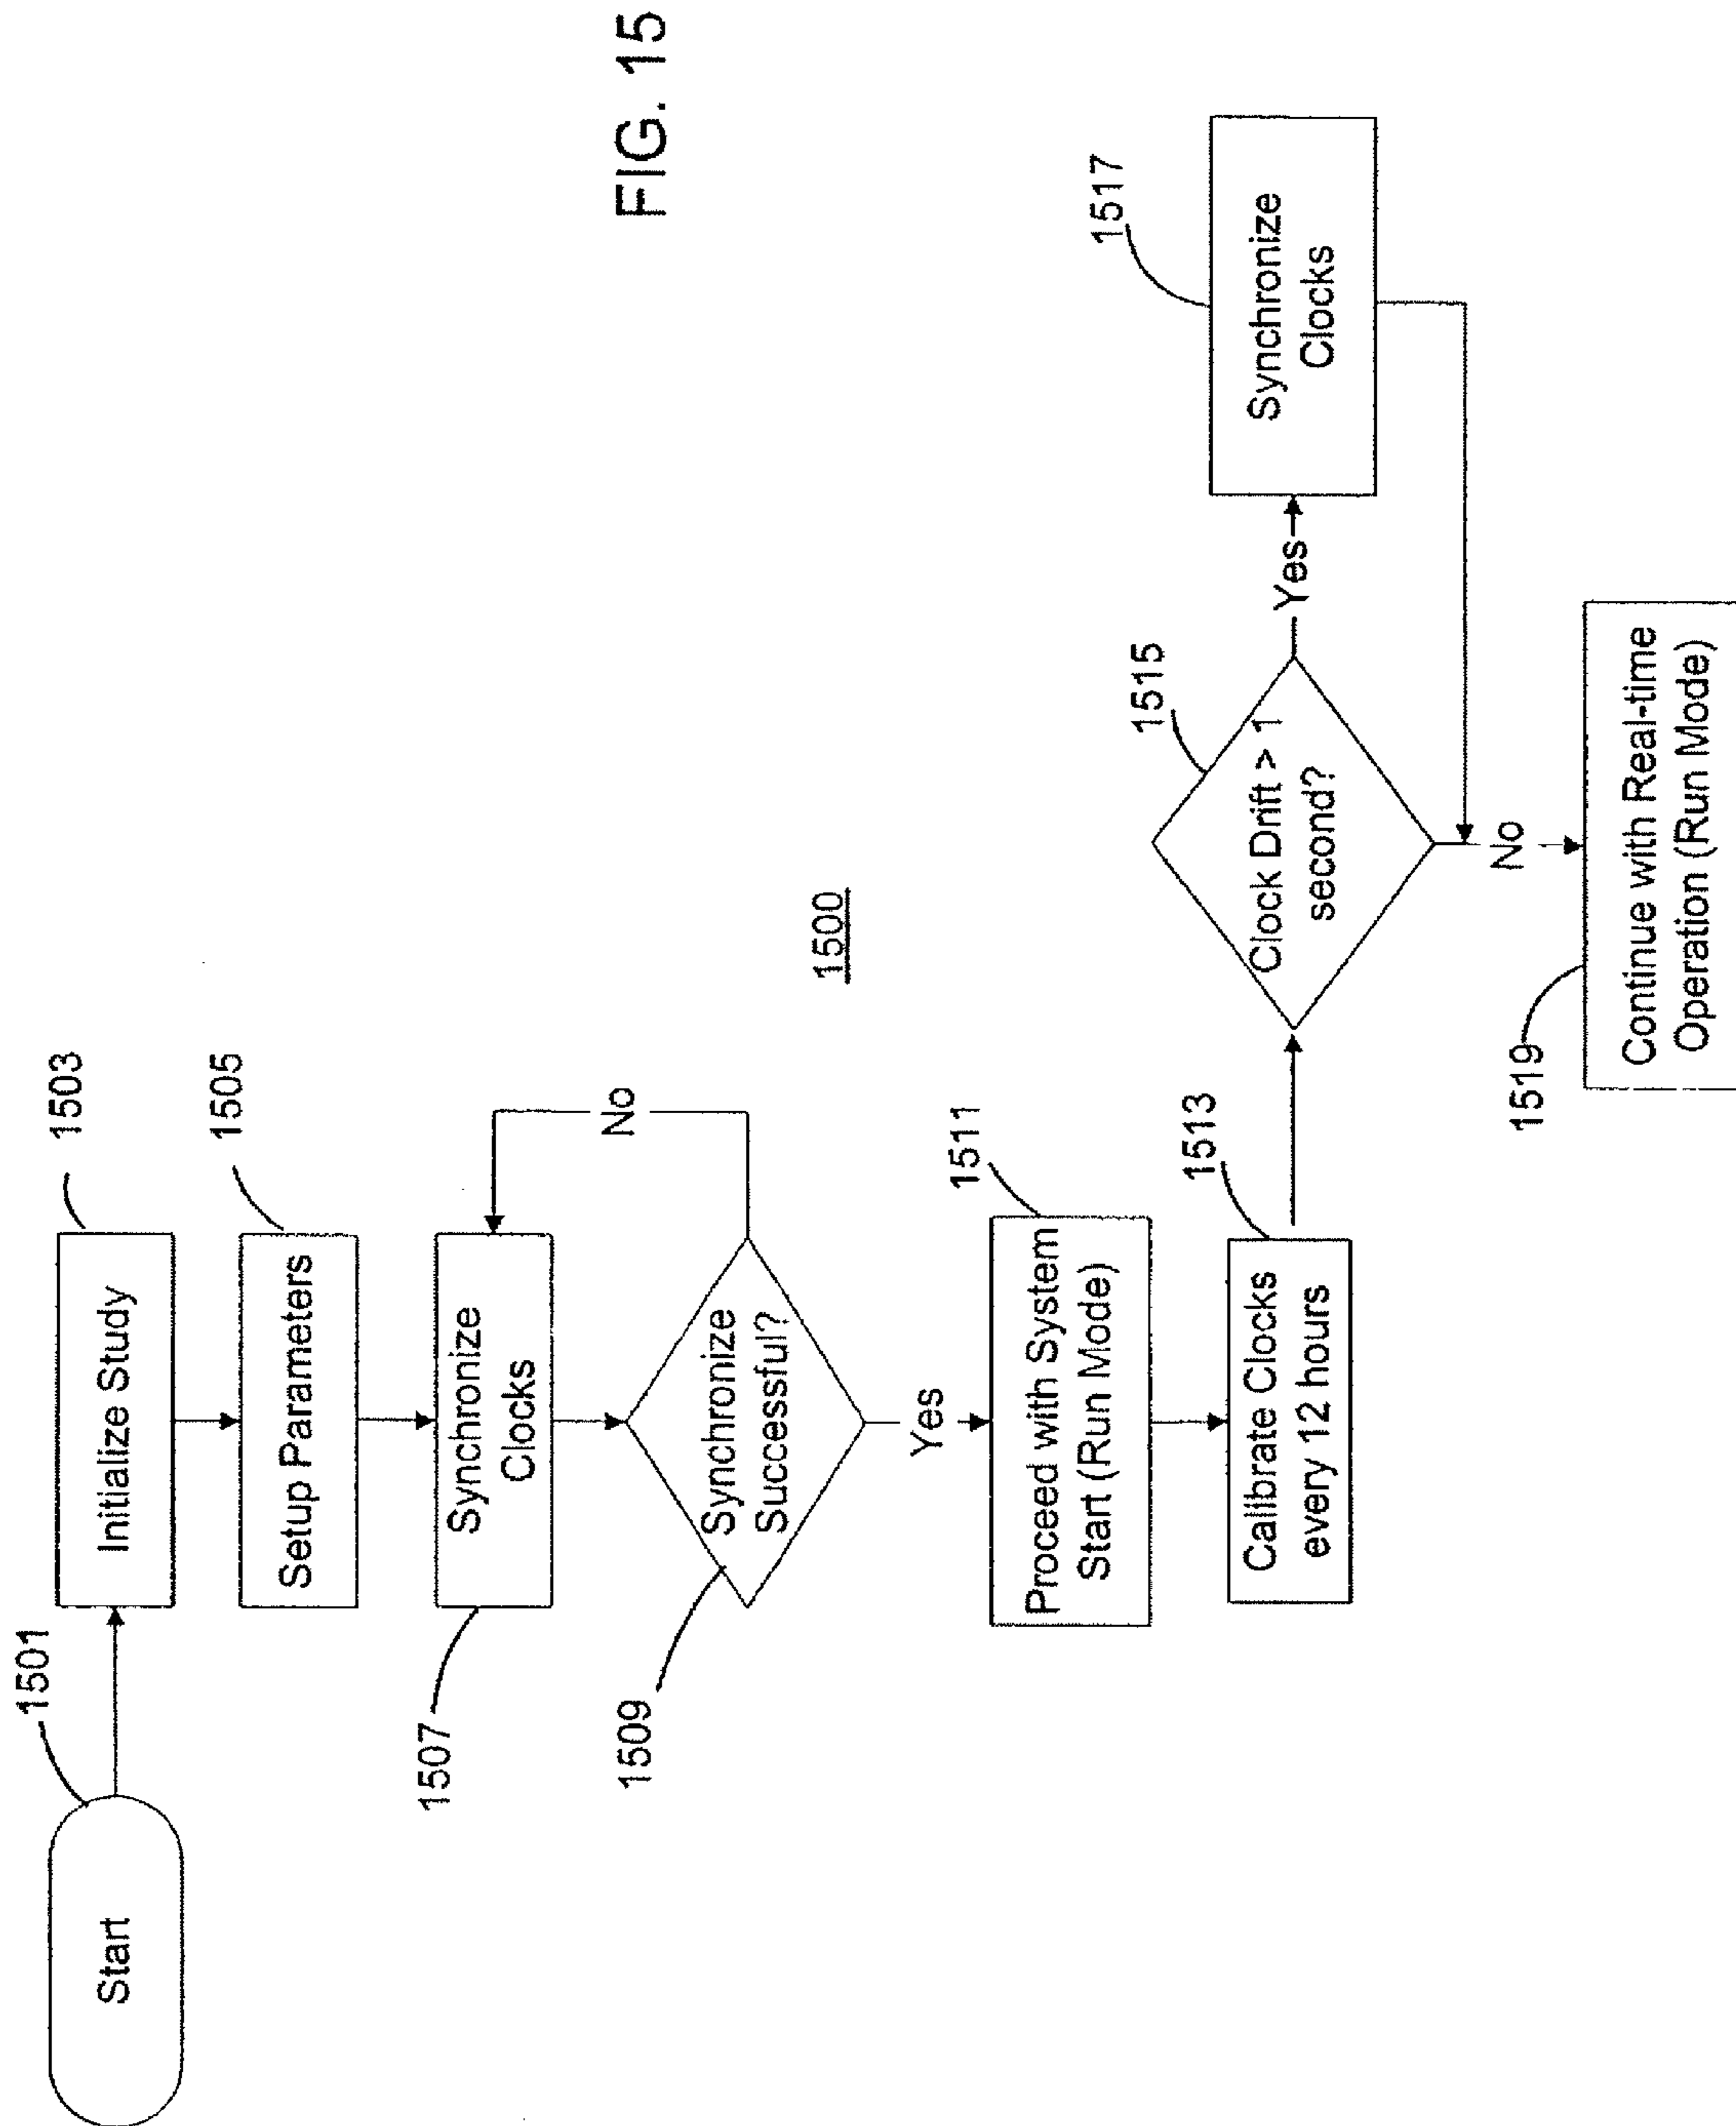 Start
1501
1503
Initialize Study
1505
Setup Parameters
1507
Synchronize
Clocks
No
1509
Synchronize
Successful?
Yes
1511
Proceed with System
Start (Run Mode)
1513
Calibrate Clocks
every 12 hours
1500
1515
Clock Drift > 1
second?
Yes
1517
Synchronize
Clocks
No
1519
Continue with Real-time
Operation (Run Mode)
FIG. 15